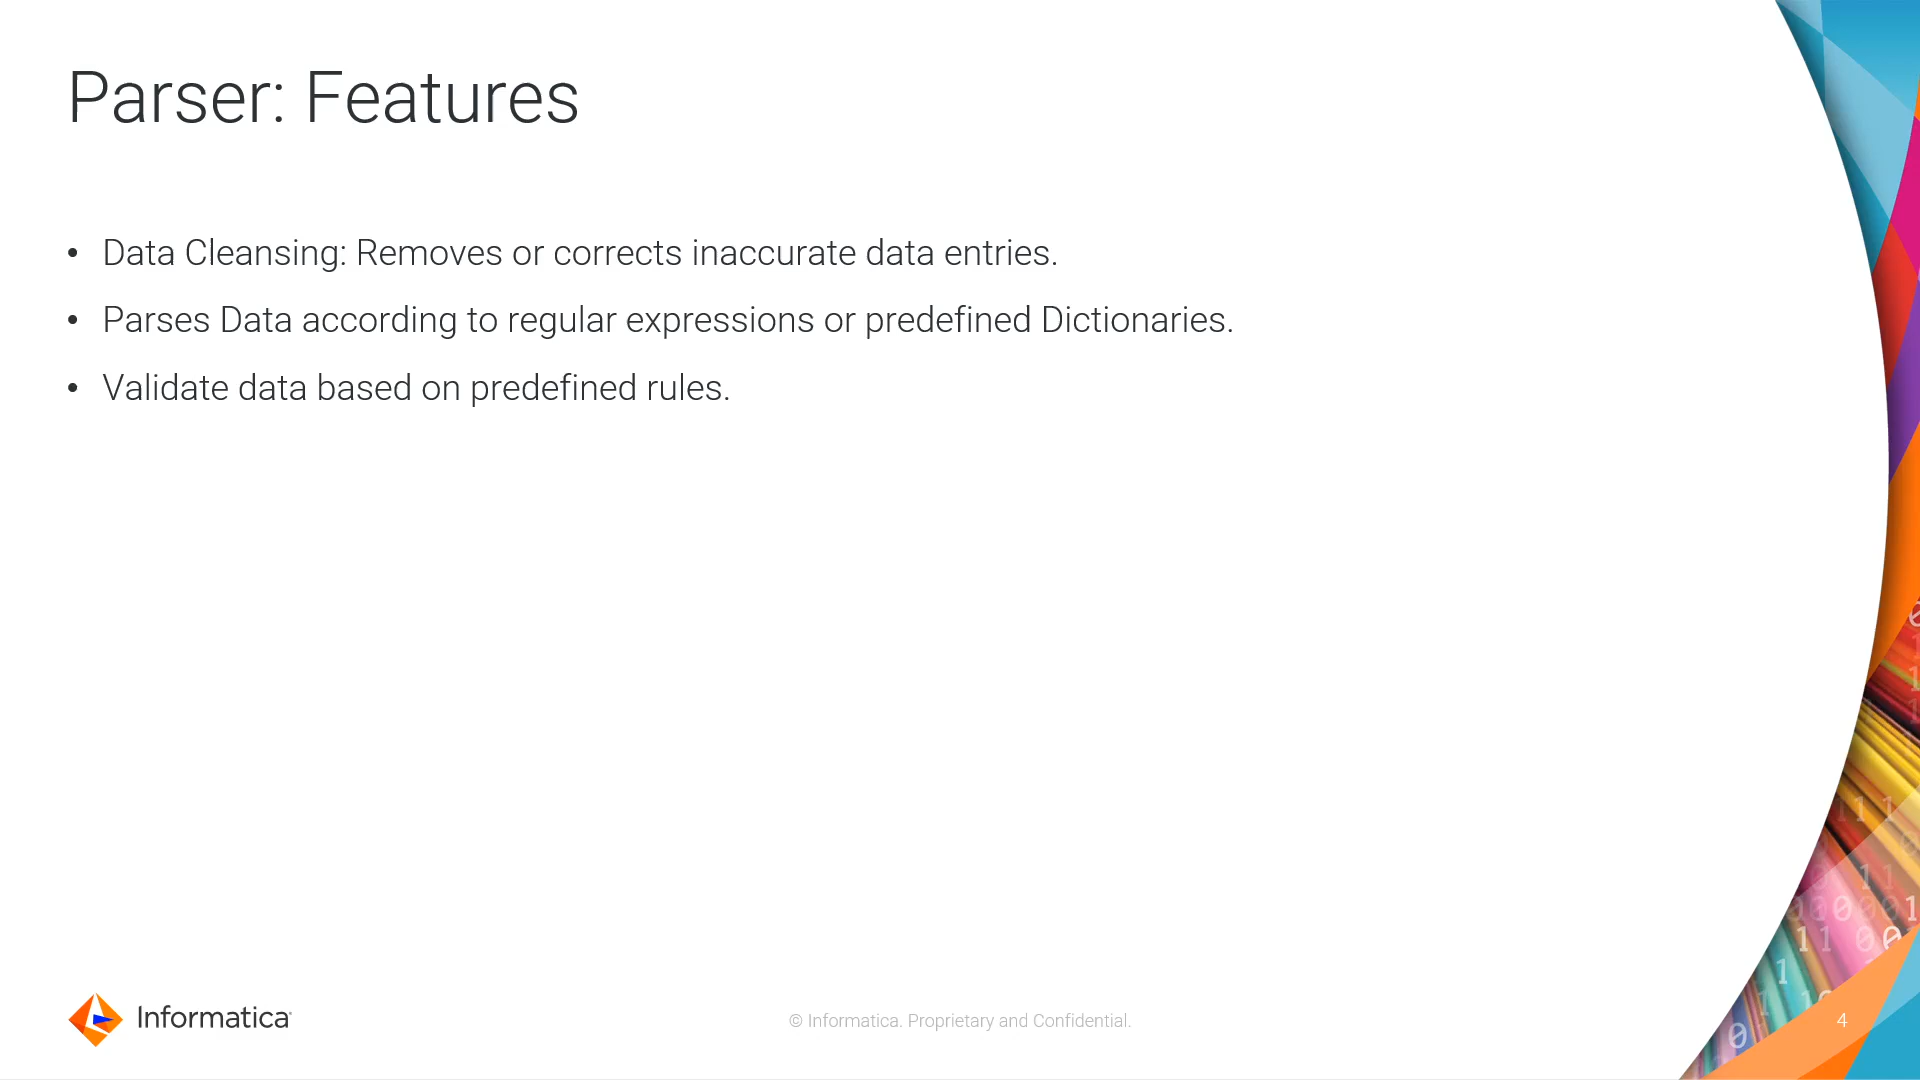 Parser: Features
• Data Cleansing: Removes or corrects inaccurate data entries.
• Parses Data according to regular expressions or predefined Dictionaries.
• Validate data based on predefined rules.
Informatica
© Informatica. Proprietary and Confidential.
4